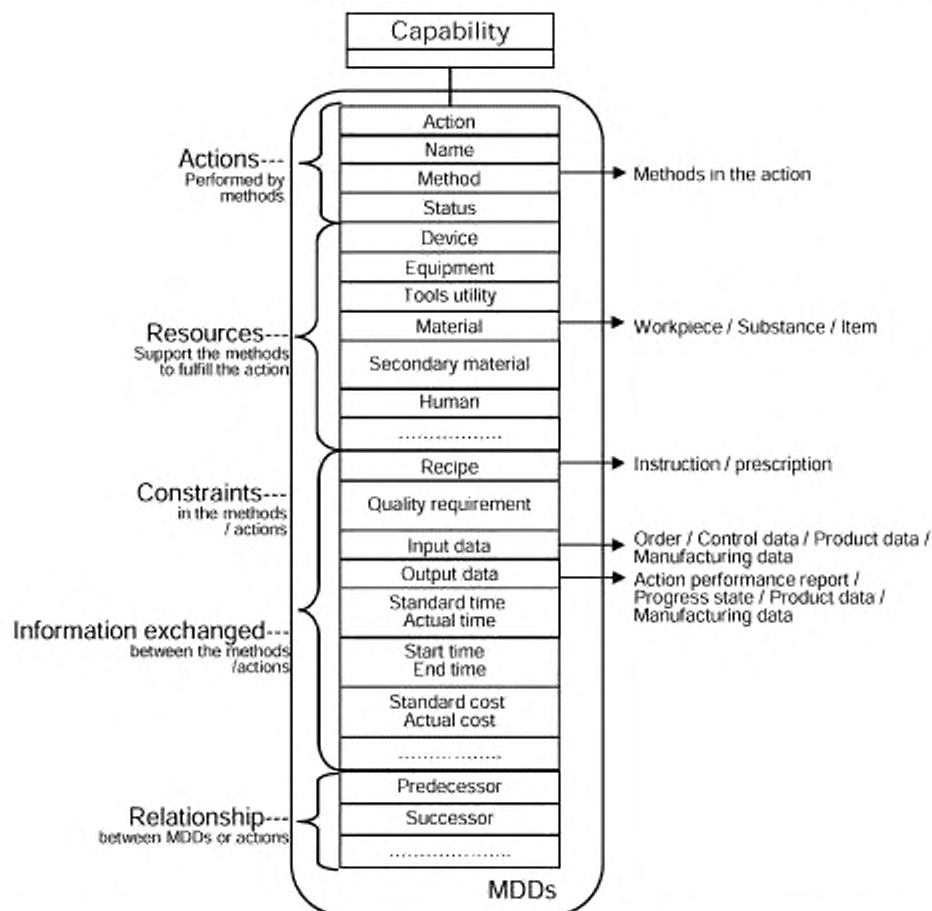 Capability
Action
Name
Method
Status
Device
Equipment
Tools utility
Material
Secondary material
Human
....................
Recipe
Quality requirement
Input data
Output data
Standard time
Actual time
Start time
End time
Standard cost
Actual cost
....................
Predecessor
Successor
.......................
MDDs
Actions---
Performed by
methods
Resources---
Support the methods
to fulfill the action
Constraints---
in the methods
/ actions
Information exchanged---
between the methods
/actions
Relationship---
between MDDs or actions
Methods in the action
Workpiece / Substance / Item
Instruction / prescription
Order / Control data / Product data /
Manufacturing data
Action performance report /
Progress state / Product data /
Manufacturing data